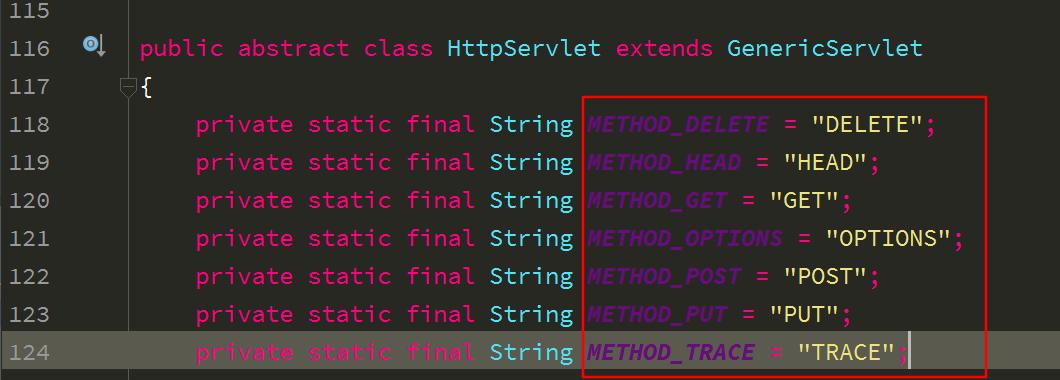 115
116 public abstract class HttpServlet extends GenericServlet
117 {
118 private static final String METHOD_DELETE = "DELETE";
119 private static final String METHOD_HEAD = "HEAD";
120 private static final String METHOD_GET = "GET";
121 private static final String METHOD_OPTIONS = "OPTIONS";
122 private static final String METHOD_POST = "POST";
123 private static final String METHOD_PUT = "PUT";
124 private static final String METHOD_TRACE = "TRACE";